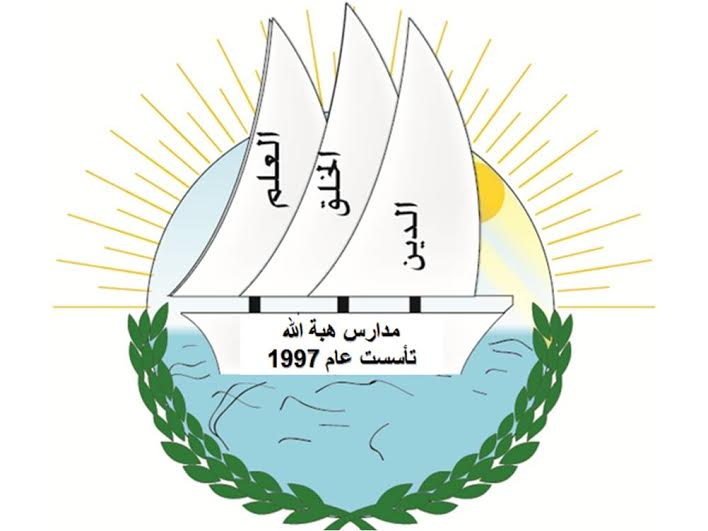 العلم
الخلق
الدين
مدارس هبة الله
تأسست عام 1997